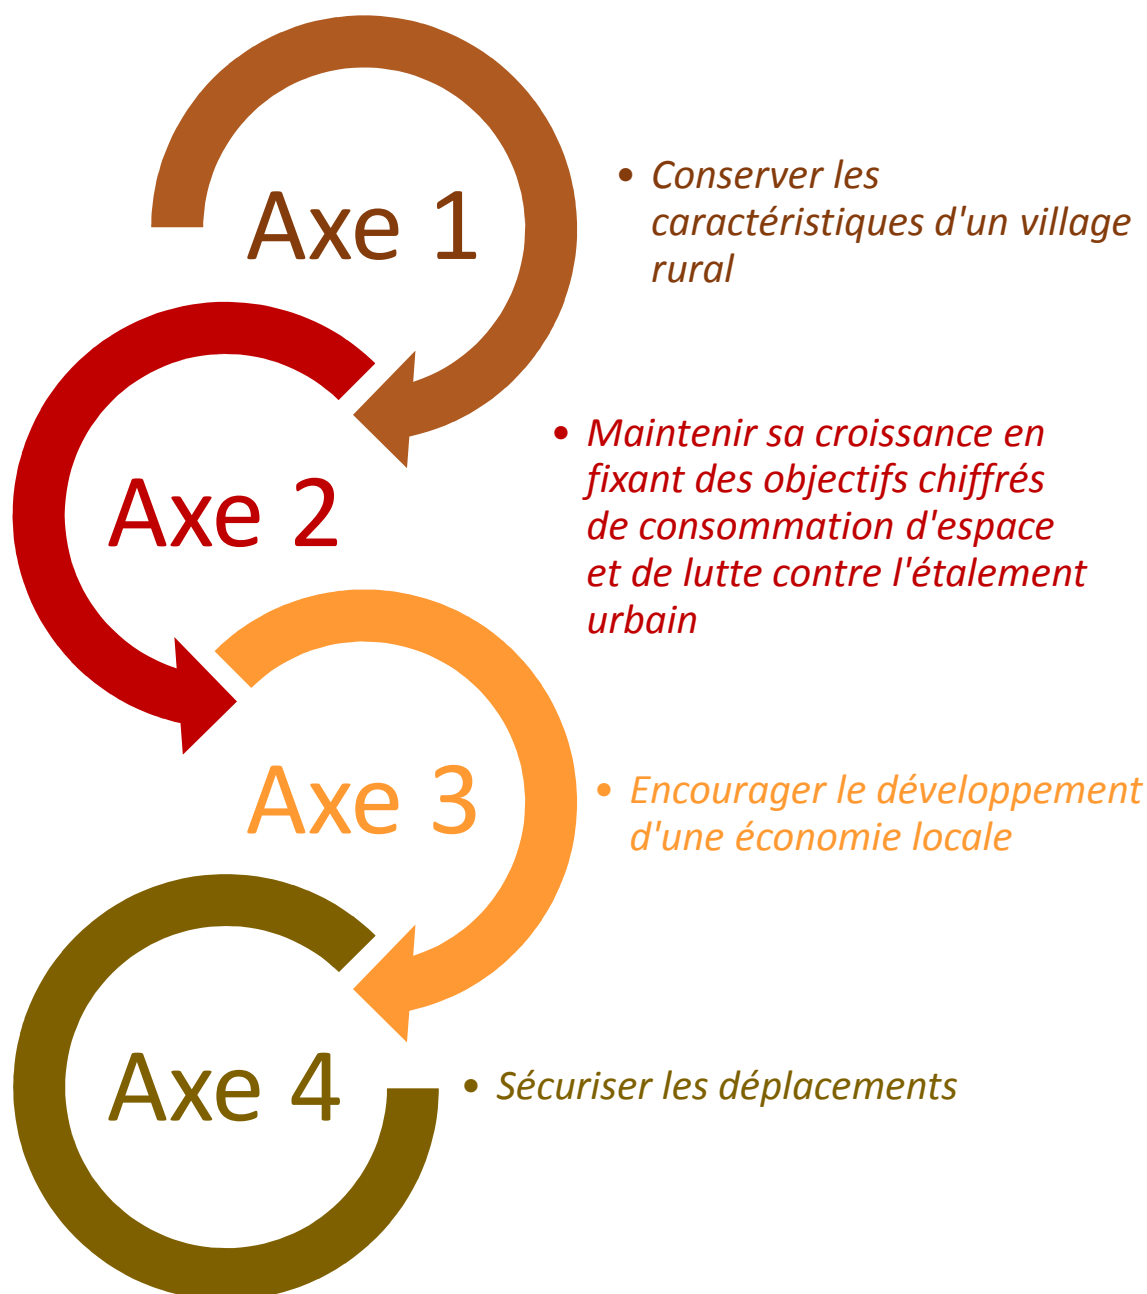 Axe 1
• Conserver les
caractéristiques d'un village
rural
Axe 2
• Maintenir sa croissance en
fixant des objectifs chiffrés
de consommation d'espace
et de lutte contre l'étalement
urbain
Axe 3
• Encourager le développement
d'une économie locale
Axe 4
• Sécuriser les déplacements